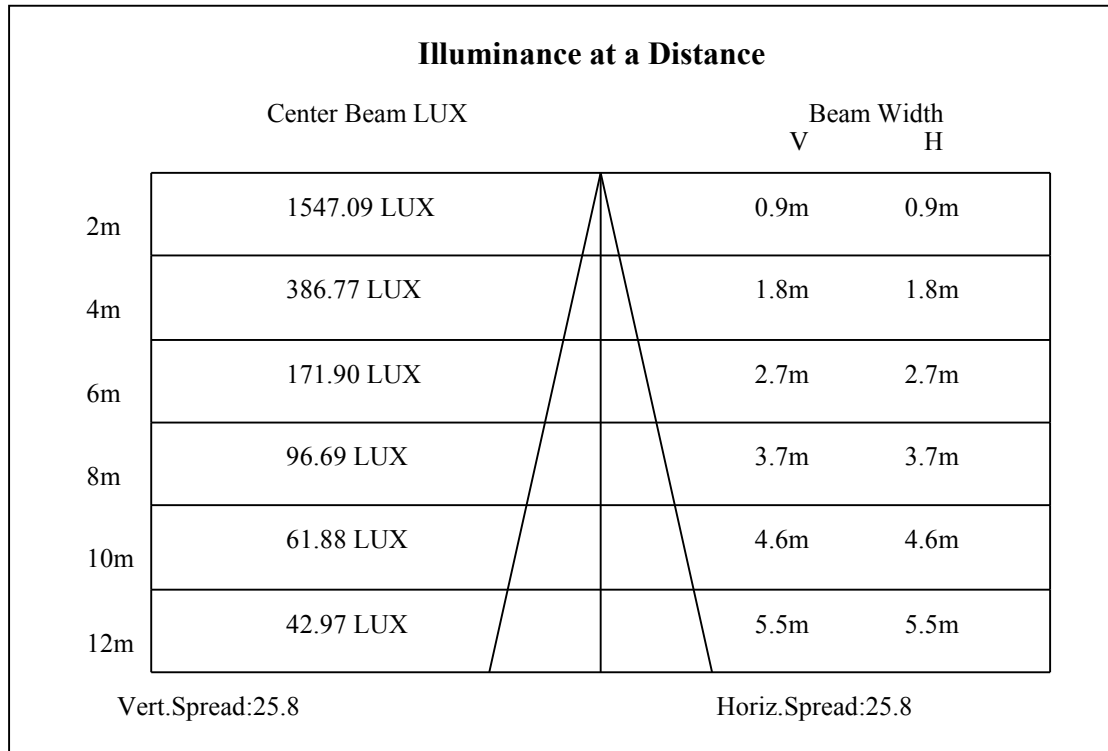 Illuminance at a Distance
Center Beam LUX Beam Width
V H
2m 1547.09 LUX 0.9m 0.9m
4m 386.77 LUX 1.8m 1.8m
6m 171.90 LUX 2.7m 2.7m
8m 96.69 LUX 3.7m 3.7m
10m 61.88 LUX 4.6m 4.6m
12m 42.97 LUX 5.5m 5.5m
Vert.Spread:25.8 Horiz.Spread:25.8